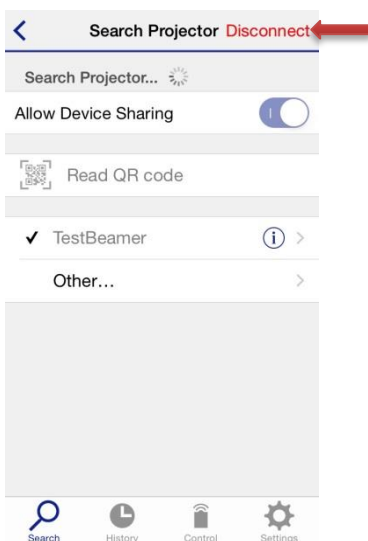 Search Projector Disconnect
Search Projector...
Allow Device Sharing
Read QR code
✓ TestBeamer
Other...
Search History Control Settings